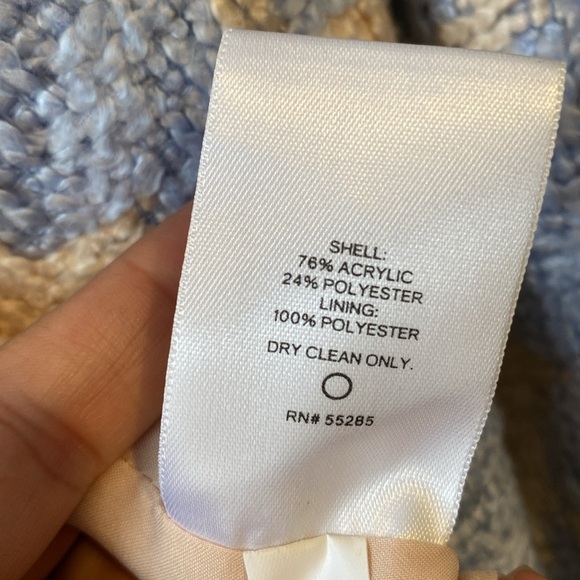 SHELL:
76% ACRYLIC
24% POLYESTER
LINING:
100% POLYESTER
DRY CLEAN ONLY.
RN# 55285